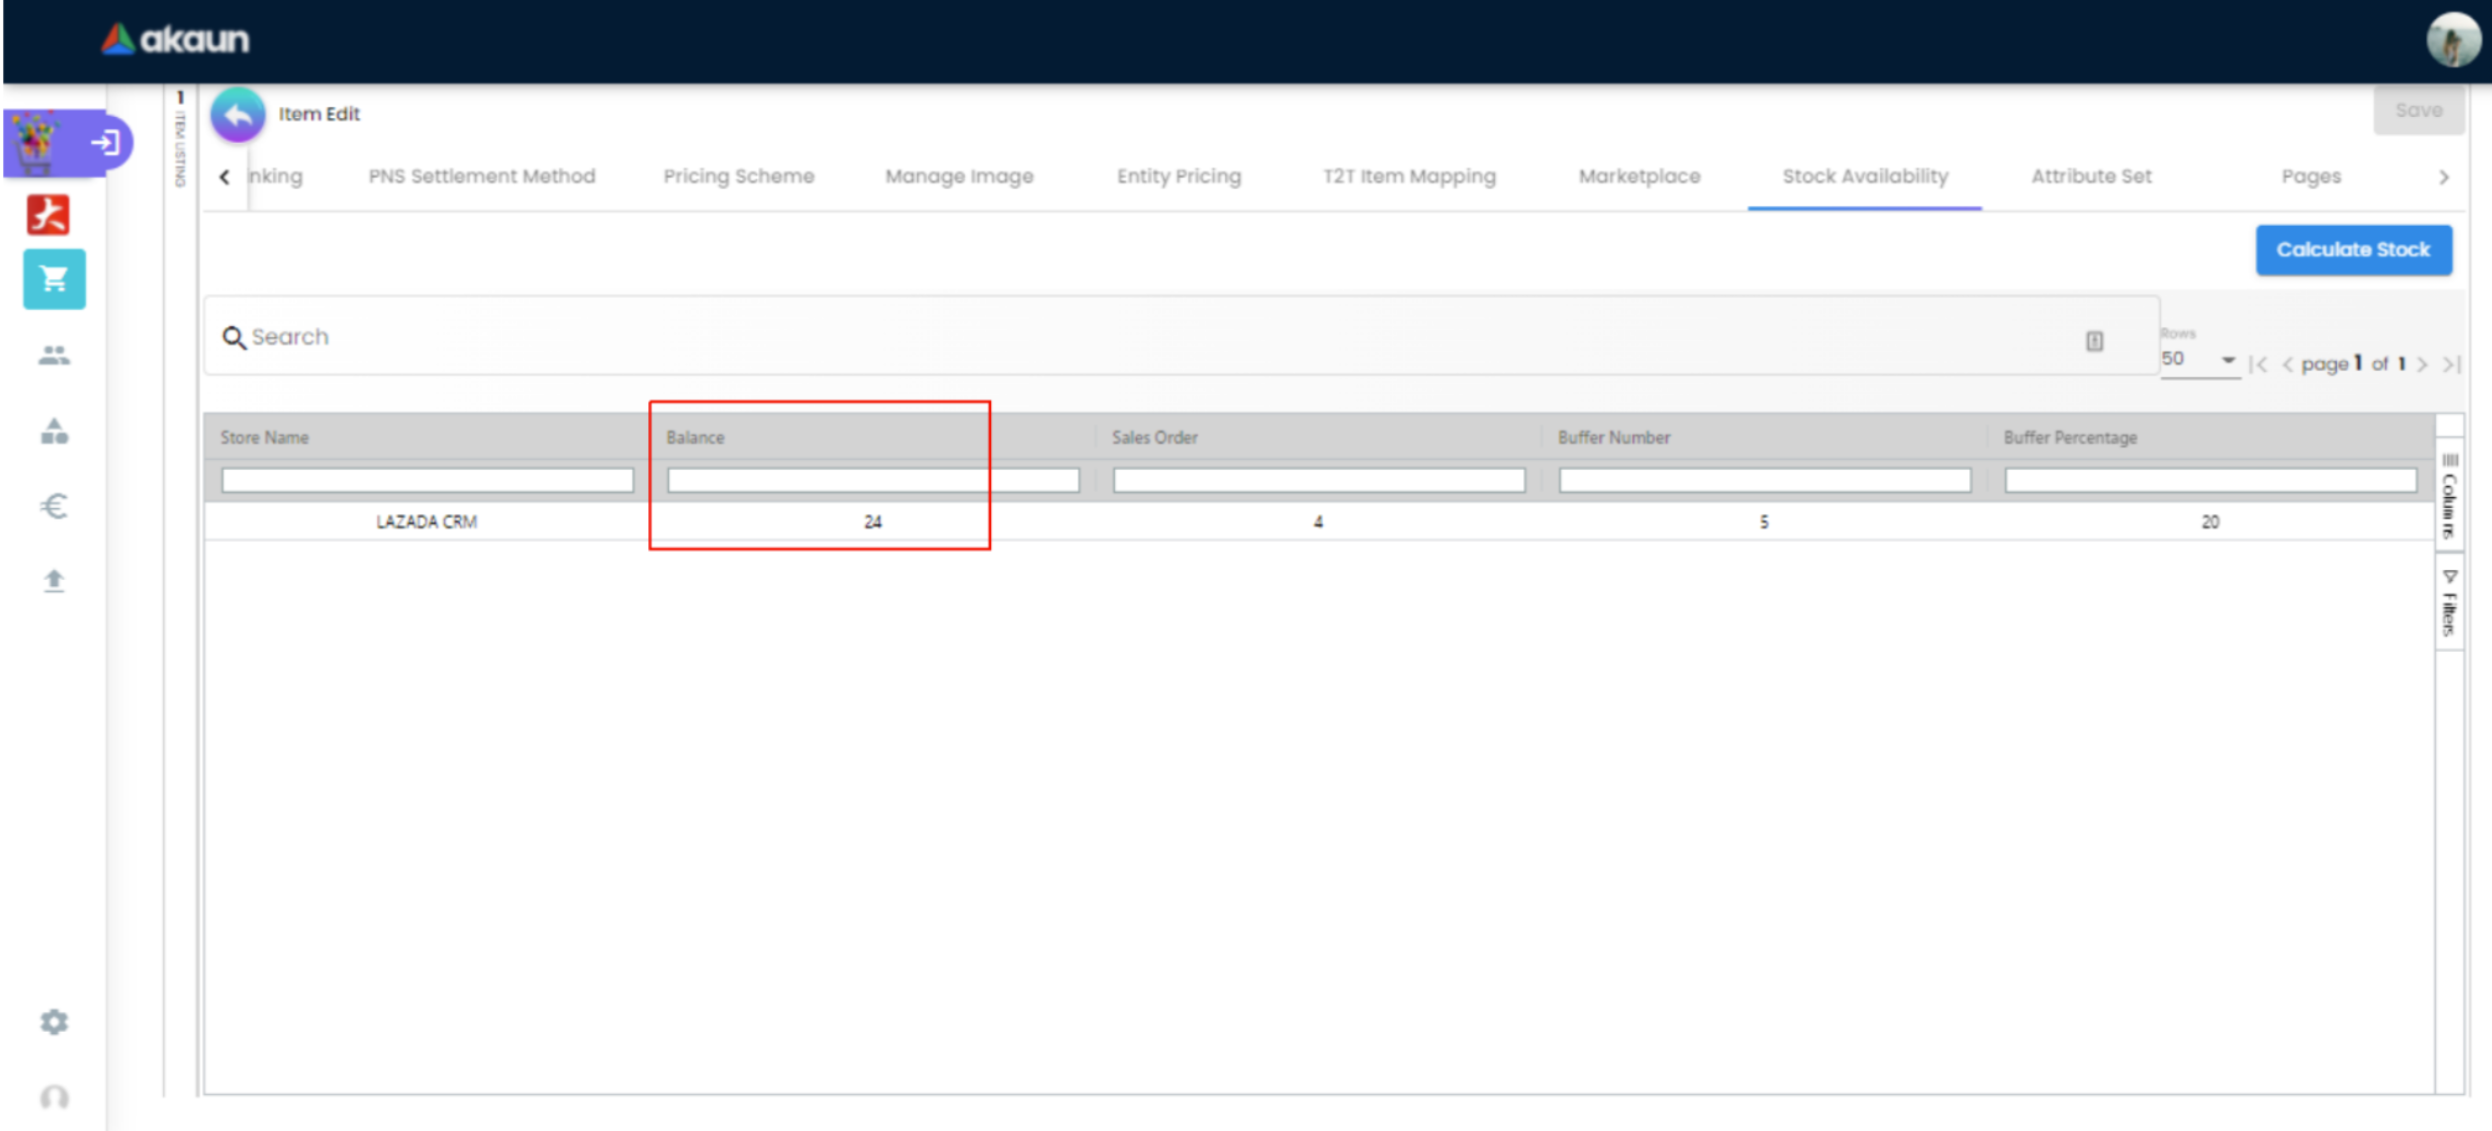 akaun
1 ITEM LISTING
Item Edit
Save
nking PNS Settlement Method Pricing Scheme Manage Image Entity Pricing T2T Item Mapping Marketplace Stock Availability Attribute Set Pages
Calculate Stock
Search
Rows
50
page 1 of 1
Store Name Balance Sales Order Buffer Number Buffer Percentage
LAZADA CRM 24 4 5 20
Columns
Filters